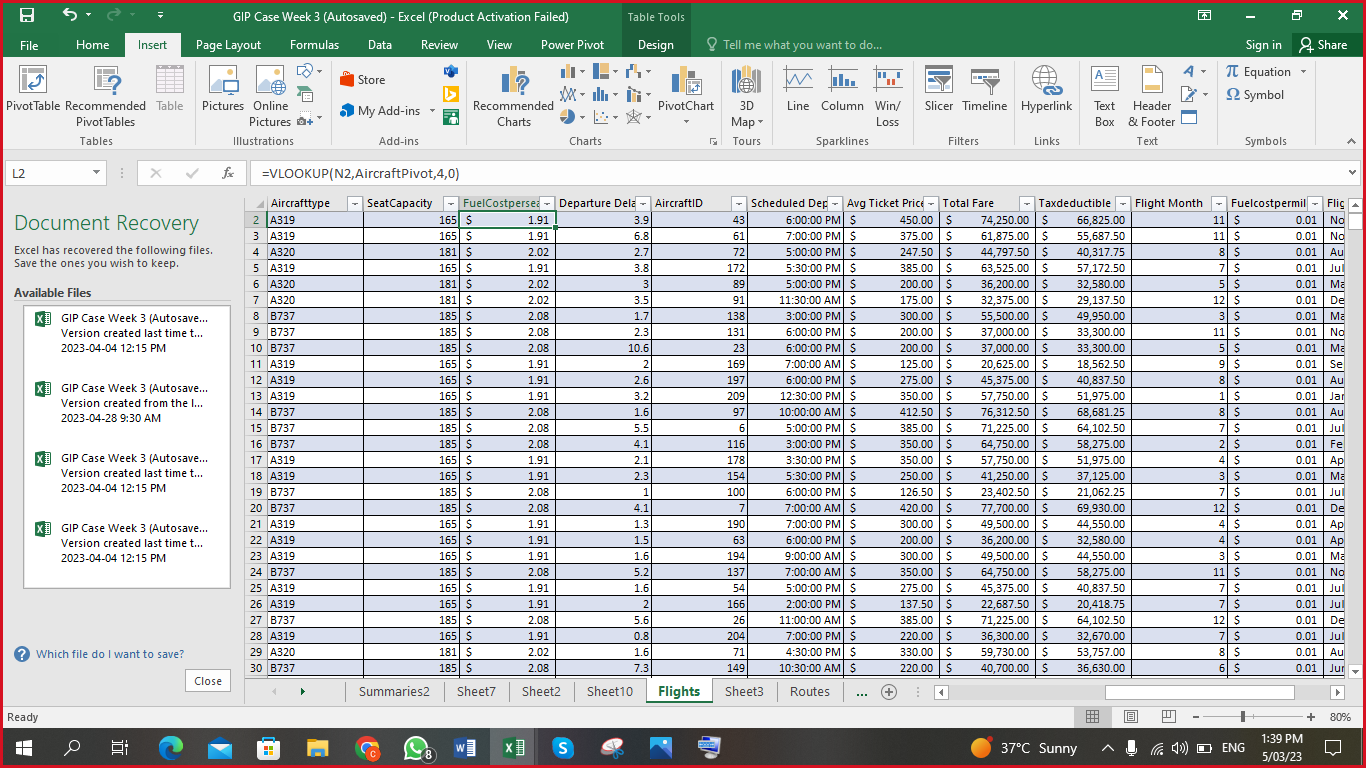 GIP Case Week 3 (Autosaved) - Excel (Product Activation Failed)
Table Tools
File Home Insert Page Layout Formulas Data Review View Power Pivot Design Tell me what you want to do... Sign in Share
PivotTable Recommended PivotTables Table
Tables
Pictures Online Pictures
Illustrations
Store
My Add-ins
Add-ins
Recommended Charts PivotChart
Charts
3D Map
Tours
Line Column Win/Loss
Sparklines
Slicer Timeline
Filters
Hyperlink
Links
Text Box Header & Footer
Text
Equation
Symbol
Symbols
L2 fx =VLOOKUP(N2,AircraftPivot,4,0)
Document Recovery
Excel has recovered the following files.
Save the ones you wish to keep.
Available Files
GIP Case Week 3 (Autosave...
Version created last time t...
2023-04-04 12:15 PM
GIP Case Week 3 (Autosave...
Version created from the l...
2023-04-28 9:30 AM
GIP Case Week 3 (Autosave...
Version created last time t...
2023-04-04 12:15 PM
GIP Case Week 3 (Autosave...
Version created last time t...
2023-04-04 12:15 PM
Which file do I want to save?
Close
Aircrafttype SeatCapacity FuelCostpersea Departure Dela AircraftID Scheduled Dep Avg Ticket Price Total Fare Taxdeductible Flight Month Fuelcostpermil Flig
2 A319 165 $ 1.91 3.9 43 6:00:00 PM $ 450.00 $ 74,250.00 $ 66,825.00 11 $ 0.01 No
3 A319 165 $ 1.91 6.8 61 7:00:00 PM $ 375.00 $ 61,875.00 $ 55,687.50 11 $ 0.01 No
4 A320 181 $ 2.02 2.7 72 5:00:00 PM $ 247.50 $ 44,797.50 $ 40,317.75 8 $ 0.01 Au
5 A319 165 $ 1.91 3.8 172 5:30:00 PM $ 385.00 $ 63,525.00 $ 57,172.50 7 $ 0.01 Jul
6 A320 181 $ 2.02 3 89 5:00:00 PM $ 200.00 $ 36,200.00 $ 32,580.00 5 $ 0.01 Ma
7 A320 181 $ 2.02 3.5 91 11:30:00 AM $ 175.00 $ 32,375.00 $ 29,137.50 12 $ 0.01 De
8 B737 185 $ 2.08 1.7 138 3:00:00 PM $ 300.00 $ 55,500.00 $ 49,950.00 3 $ 0.01 Ma
9 B737 185 $ 2.08 2.3 131 6:00:00 PM $ 200.00 $ 37,000.00 $ 33,300.00 11 $ 0.01 No
10 B737 185 $ 2.08 10.6 23 6:00:00 PM $ 200.00 $ 37,000.00 $ 33,300.00 5 $ 0.01 Ma
11 A319 165 $ 1.91 2 169 7:00:00 AM $ 125.00 $ 20,625.00 $ 18,562.50 9 $ 0.01 Se
12 A319 165 $ 1.91 2.6 197 6:00:00 PM $ 275.00 $ 45,375.00 $ 40,837.50 8 $ 0.01 Au
13 A319 165 $ 1.91 3.2 209 12:30:00 PM $ 350.00 $ 57,750.00 $ 51,975.00 1 $ 0.01 Jar
14 B737 185 $ 2.08 1.6 97 10:00:00 AM $ 412.50 $ 76,312.50 $ 68,681.25 8 $ 0.01 Au
15 B737 185 $ 2.08 5.5 6 5:00:00 PM $ 385.00 $ 71,225.00 $ 64,102.50 7 $ 0.01 Jul
16 B737 185 $ 2.08 4.1 116 3:00:00 PM $ 350.00 $ 64,750.00 $ 58,275.00 2 $ 0.01 Fe
17 A319 165 $ 1.91 2.1 178 3:30:00 PM $ 350.00 $ 57,750.00 $ 51,975.00 4 $ 0.01 Ap
18 A319 165 $ 1.91 2.3 154 5:30:00 PM $ 250.00 $ 41,250.00 $ 37,125.00 3 $ 0.01 Ma
19 B737 185 $ 2.08 1 100 6:00:00 PM $ 126.50 $ 23,402.50 $ 21,062.25 7 $ 0.01 Jul
20 B737 185 $ 2.08 4.1 7 7:00:00 AM $ 420.00 $ 77,700.00 $ 69,930.00 12 $ 0.01 De
21 A319 165 $ 1.91 1.3 190 7:00:00 PM $ 300.00 $ 49,500.00 $ 44,550.00 4 $ 0.01 Ap
22 A319 165 $ 1.91 1.5 63 6:00:00 PM $ 200.00 $ 36,200.00 $ 32,580.00 4 $ 0.01 Ap
23 A319 165 $ 1.91 1.6 194 9:00:00 AM $ 300.00 $ 49,500.00 $ 44,550.00 3 $ 0.01 Ma
24 B737 185 $ 2.08 5.2 137 7:00:00 AM $ 350.00 $ 64,750.00 $ 58,275.00 11 $ 0.01 No
25 A319 165 $ 1.91 1.6 54 5:00:00 PM $ 275.00 $ 45,375.00 $ 40,837.50 7 $ 0.01 Jul
26 A319 165 $ 1.91 2 166 2:00:00 PM $ 137.50 $ 22,687.50 $ 20,418.75 7 $ 0.01 Jul
27 B737 185 $ 2.08 5.6 26 11:00:00 AM $ 385.00 $ 71,225.00 $ 64,102.50 12 $ 0.01 De
28 A319 165 $ 1.91 0.8 204 7:00:00 PM $ 220.00 $ 36,300.00 $ 32,670.00 7 $ 0.01 Jul
29 A320 181 $ 2.02 1.6 71 4:30:00 PM $ 330.00 $ 59,730.00 $ 53,757.00 8 $ 0.01 Au
30 B737 185 $ 2.08 7.3 149 10:30:00 AM $ 220.00 $ 40,700.00 $ 36,630.00 6 $ 0.01 Jur
Summaries2 Sheet7 Sheet2 Sheet10 Flights Sheet3 Routes ...
Ready 80%
8 37°C Sunny ENG 1:39 PM
5/03/23